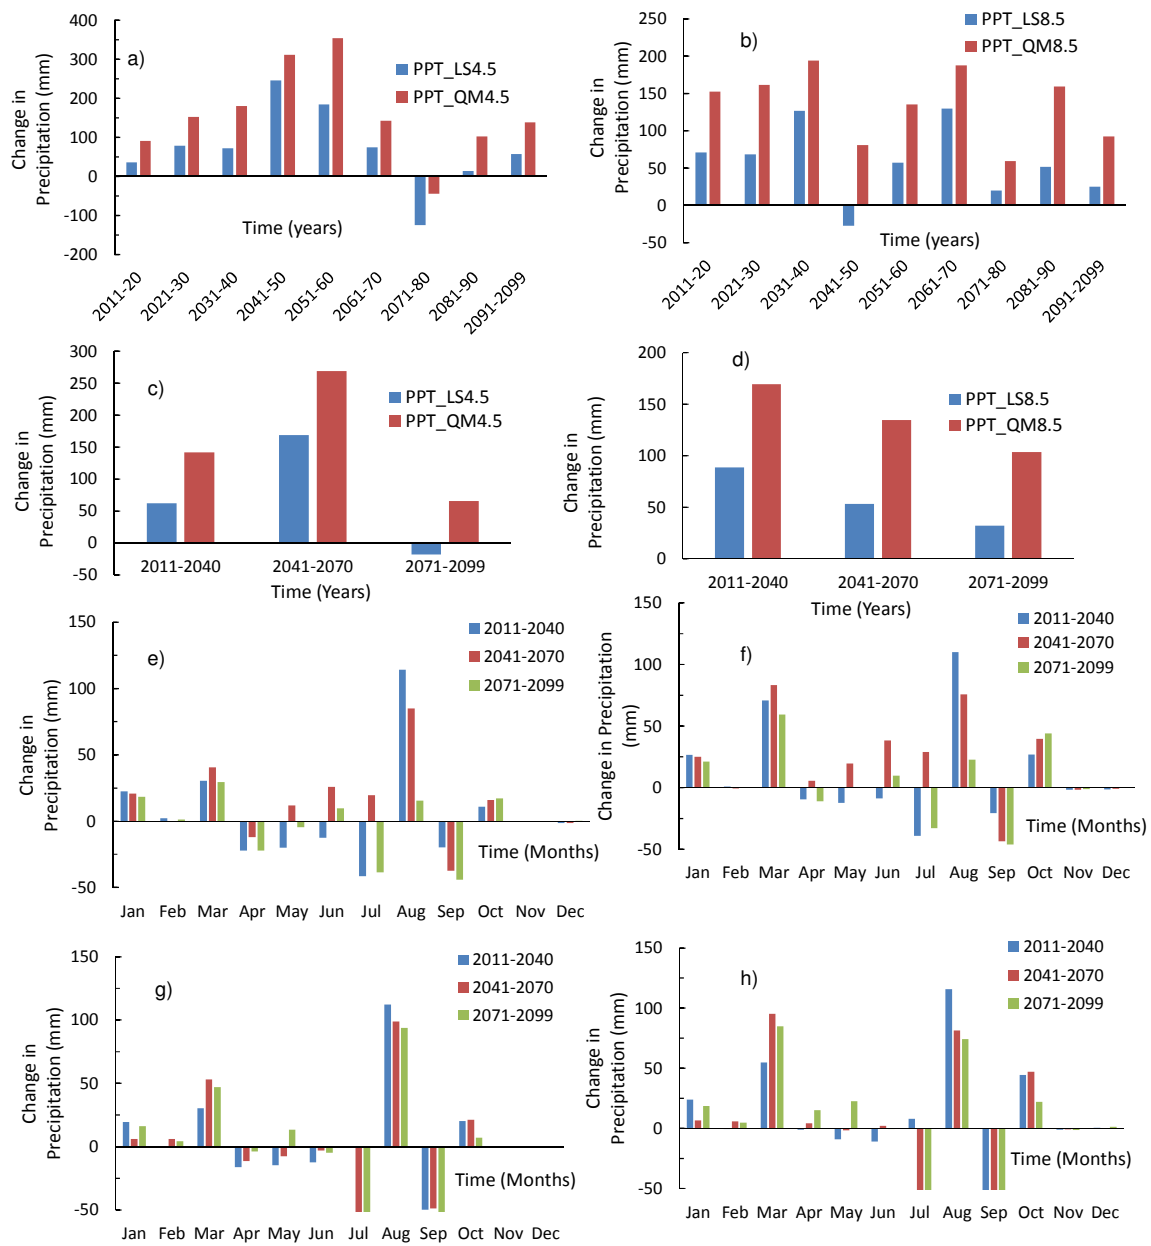 a)
400
300
200
100
0
-100
-200
Change in
Precipitation (mm)
PPT_LS4.5
PPT_QM4.5
Time (years)
2011-20
2021-30
2031-40
2041-50
2051-60
2061-70
2071-80
2081-90
2091-2099
b)
250
200
150
100
50
0
-50
Change in
Precipitation (mm)
PPT_LS8.5
PPT_QM8.5
Time (years)
2011-20
2021-30
2031-40
2041-50
2051-60
2061-70
2071-80
2081-90
2091-2099
c)
300
250
200
150
100
50
0
-50
Change in
Precipitation (mm)
PPT_LS4.5
PPT_QM4.5
2011-2040
2041-2070
2071-2099
Time (Years)
d)
200
150
100
50
0
Change in
Precipitation (mm)
PPT_LS8.5
PPT_QM8.5
2011-2040
2041-2070
2071-2099
Time (Years)
e)
150
100
50
0
-50
Change in
Precipitation (mm)
2011-2040
2041-2070
2071-2099
Time (Months)
Jan Feb Mar Apr May Jun Jul Aug Sep Oct Nov Dec
f)
150
100
50
0
-50
Change in Precipitation
(mm)
2011-2040
2041-2070
2071-2099
Time (Months)
Jan Feb Mar Apr May Jun Jul Aug Sep Oct Nov Dec
g)
150
100
50
0
-50
Change in
Precipitation (mm)
2011-2040
2041-2070
2071-2099
Time (Months)
Jan Feb Mar Apr May Jun Jul Aug Sep Oct Nov Dec
h)
150
100
50
0
-50
Change in
Precipitation (mm)
2011-2040
2041-2070
2071-2099
Time (Months)
Jan Feb Mar Apr May Jun Jul Aug Sep Oct Nov Dec